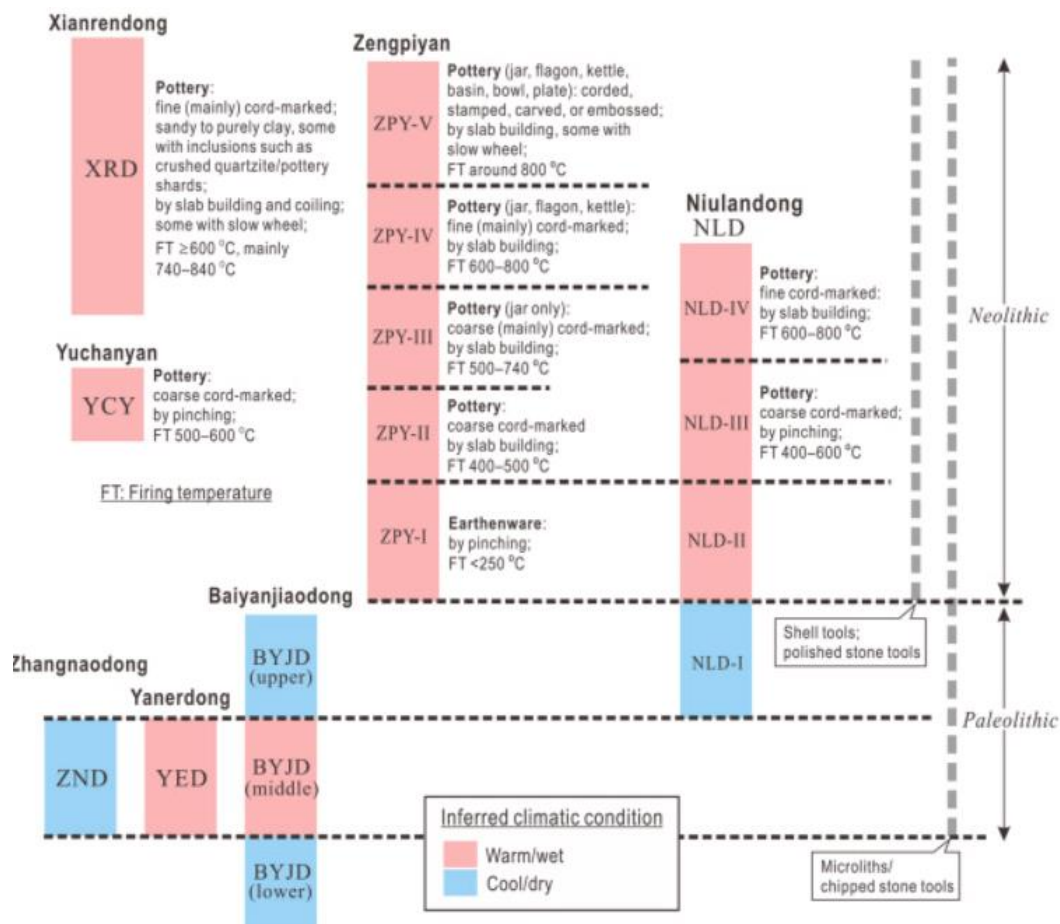 Xianrendong
XRD
Pottery:
fine (mainly) cord-marked;
sandy to purely clay, some
with inclusions such as
crushed quartzite/pottery
shards;
by slab building and coiling;
some with slow wheel;
FT ≥600 °C, mainly
740–840 °C
Yuchanyan
YCY
Pottery:
coarse cord-marked;
by pinching;
FT 500–600 °C
FT: Firing temperature
Zengpiyan
ZPY-V
Pottery (jar, flagon, kettle,
basin, bowl, plate): corded,
stamped, carved, or embossed;
by slab building, some with
slow wheel;
FT around 800 °C
ZPY-IV
Pottery (jar, flagon, kettle):
fine (mainly) cord-marked;
by slab building;
FT 600–800 °C
ZPY-III
Pottery (jar only):
coarse (mainly) cord-marked;
by slab building;
FT 500–740 °C
ZPY-II
Pottery:
coarse cord-marked
by slab building;
FT 400–500 °C
ZPY-I
Earthenware:
by pinching;
FT <250 °C
Niulandong
NLD
NLD-IV
Pottery:
fine cord-marked:
by slab building;
FT 600–800 °C
NLD-III
Pottery:
coarse cord-marked;
by pinching;
FT 400–600 °C
NLD-II
NLD-I
Neolithic
Shell tools;
polished stone tools
Paleolithic
Microliths/
chipped stone tools
Baiyanjiaodong
BYJD
(upper)
Zhangnaodong
Yanerdong
ZND
YED
BYJD
(middle)
BYJD
(lower)
Inferred climatic condition
Warm/wet
Cool/dry